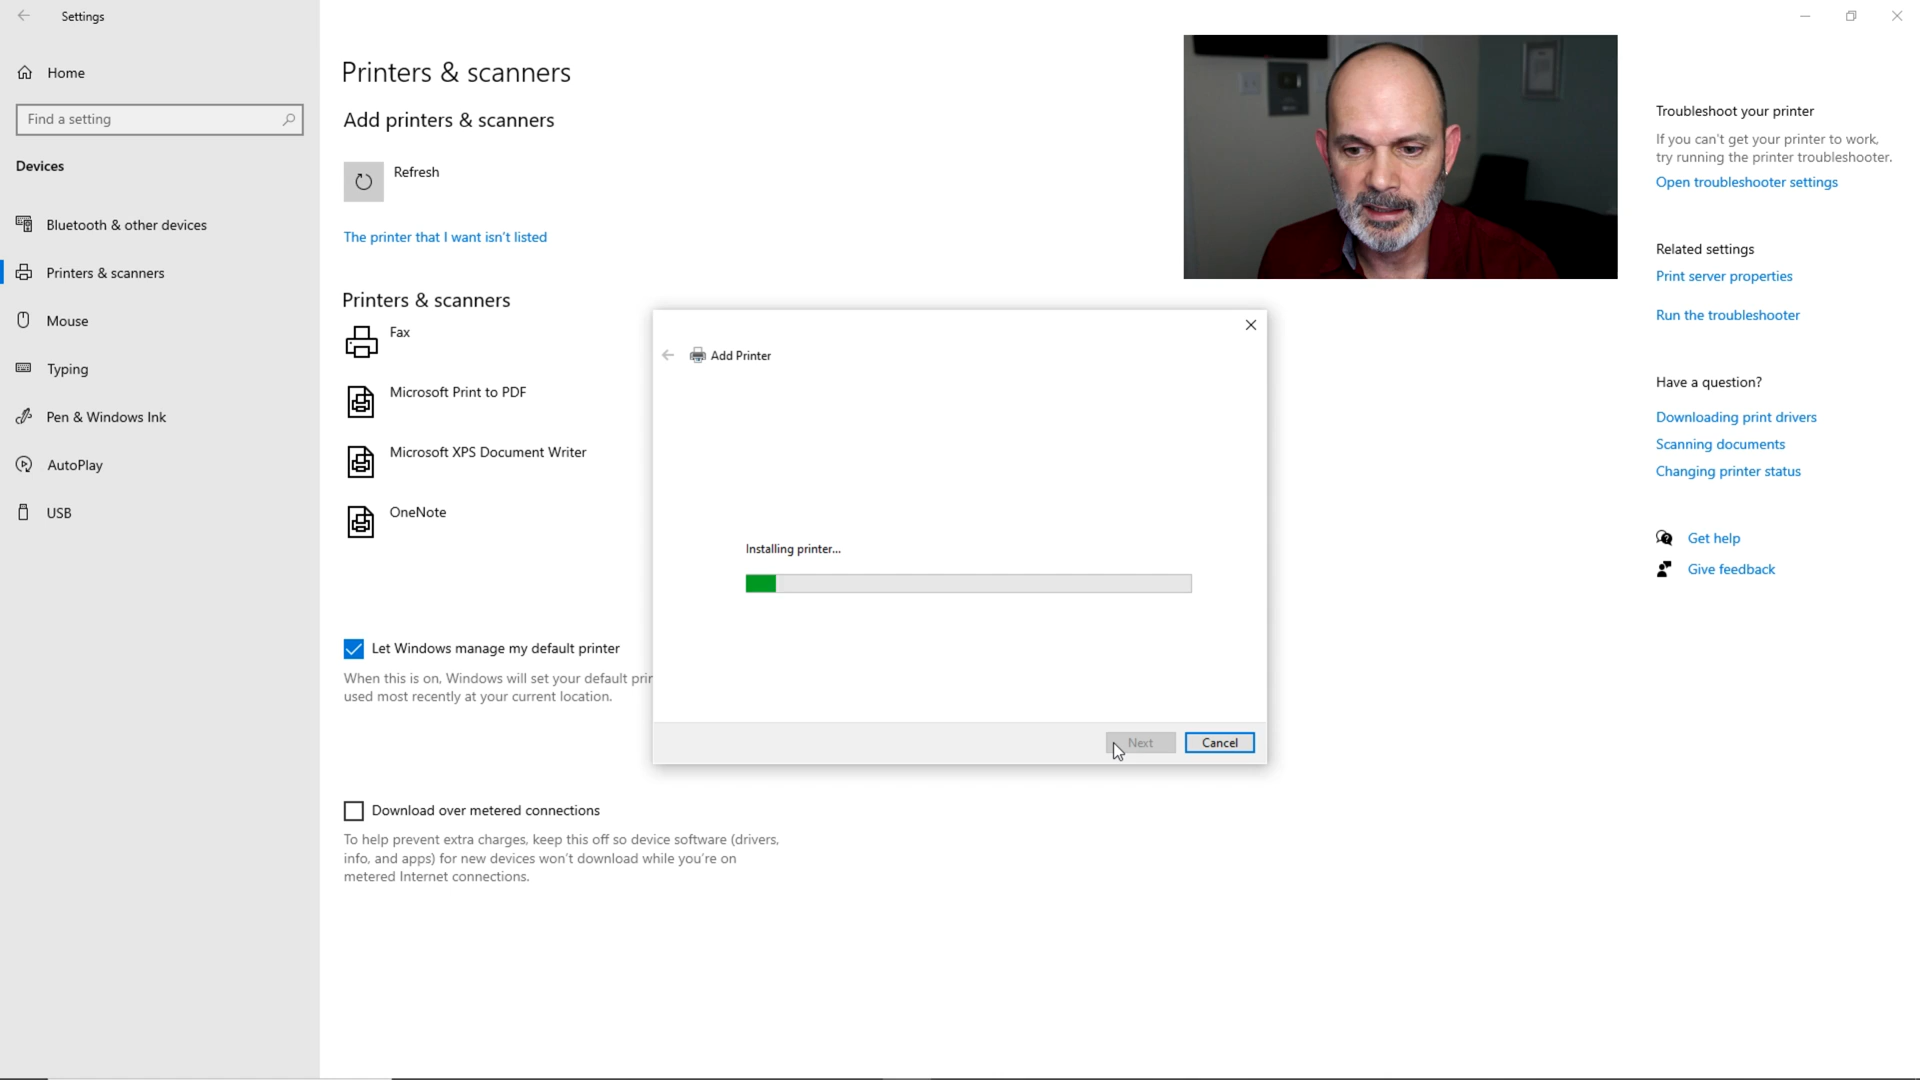 Settings
Home
Find a setting
Devices
Bluetooth & other devices
Printers & scanners
Mouse
Typing
Pen & Windows Ink
AutoPlay
USB
Printers & scanners
Add printers & scanners
Refresh
The printer that I want isn't listed
Printers & scanners
Fax
Microsoft Print to PDF
Microsoft XPS Document Writer
OneNote
Let Windows manage my default printer
When this is on, Windows will set your default
used most recently at your current location.
Download over metered connections
To help prevent extra charges, keep this off so device software (drivers,
info, and apps) for new devices won't download while you're on
metered Internet connections.
Add Printer
Installing printer...
Next
Cancel
Troubleshoot your printer
If you can't get your printer to work,
try running the printer troubleshooter.
Open troubleshooter settings
Related settings
Print server properties
Run the troubleshooter
Have a question?
Downloading print drivers
Scanning documents
Changing printer status
Get help
Give feedback